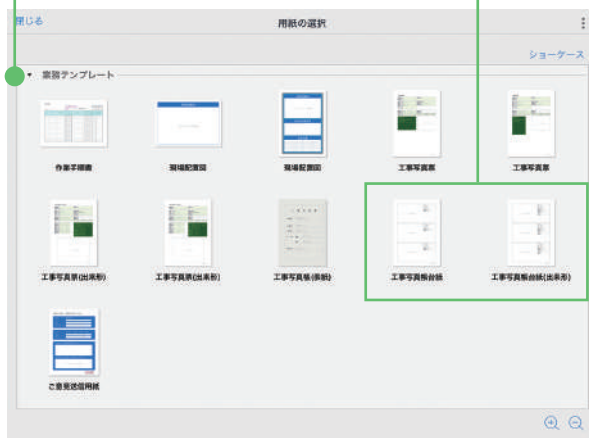 閉じる
用紙の選択
ショーケース
業務テンプレート
作業手順書
現場配置図
現場配置図
工事写真票
工事写真票
工事写真票(出来形)
工事写真票(出来形)
工事写真帳(表紙)
工事写真帳台紙
工事写真帳台紙(出来形)
ご意見送信用紙